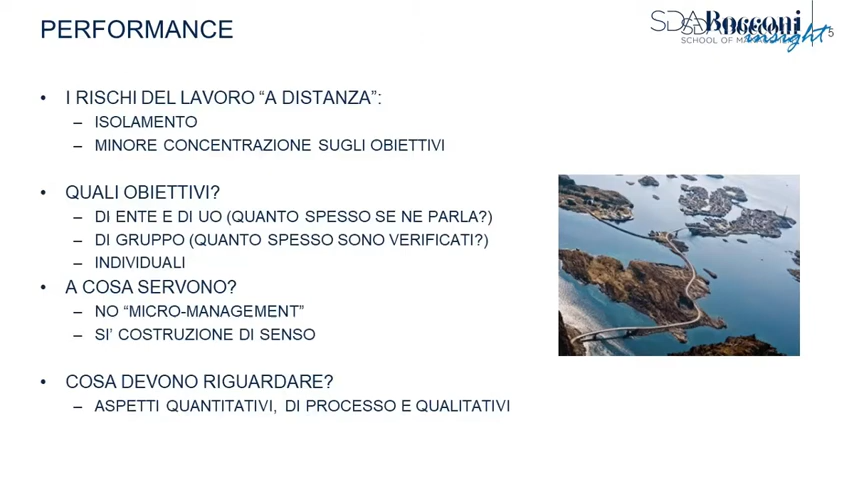 PERFORMANCE
SDA Bocconi
SCHOOL OF
insight
5
• I RISCHI DEL LAVORO “A DISTANZA”:
– ISOLAMENTO
– MINORE CONCENTRAZIONE SUGLI OBIETTIVI
• QUALI OBIETTIVI?
– DI ENTE E DI UO (QUANTO SPESSO SE NE PARLA?)
– DI GRUPPO (QUANTO SPESSO SONO VERIFICATI?)
– INDIVIDUALI
• A COSA SERVONO?
– NO “MICRO-MANAGEMENT”
– SI’ COSTRUZIONE DI SENSO
• COSA DEVONO RIGUARDARE?
– ASPETTI QUANTITATIVI, DI PROCESSO E QUALITATIVI